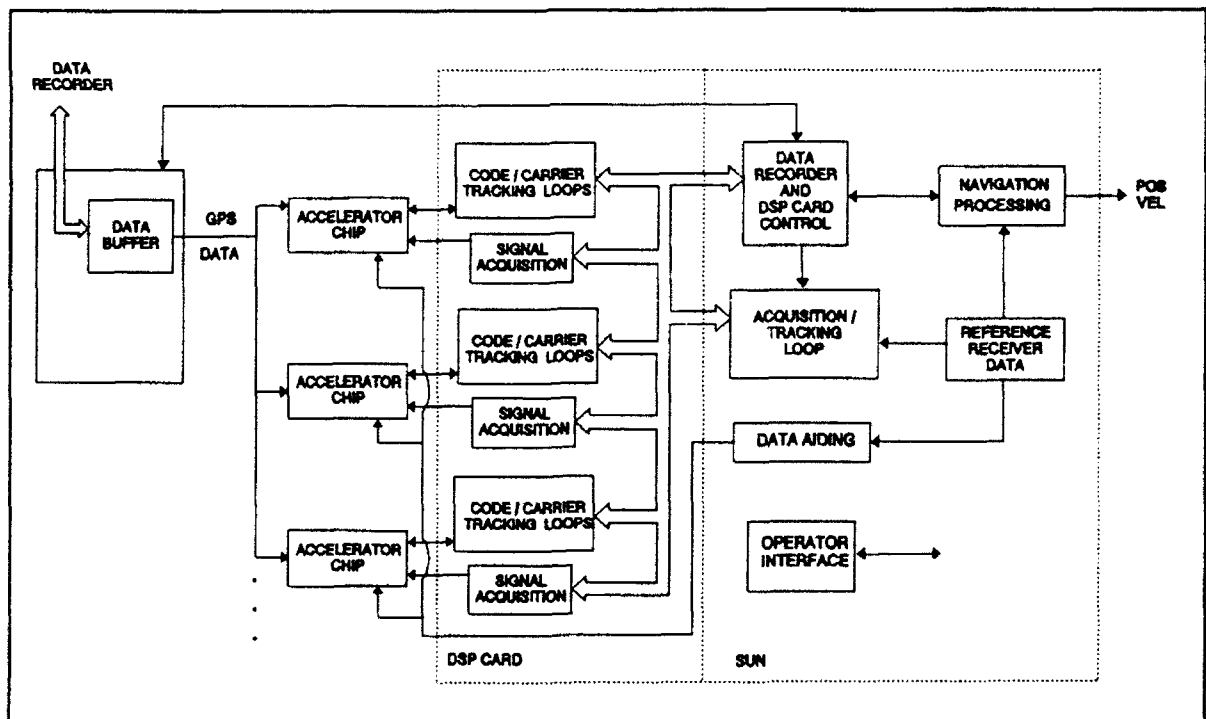 DATA
RECORDER
DATA
BUFFER
GPS
DATA
ACCELERATOR
CHIP
CODE / CARRIER
TRACKING LOOPS
SIGNAL
ACQUISITION
ACCELERATOR
CHIP
CODE / CARRIER
TRACKING LOOPS
SIGNAL
ACQUISITION
ACCELERATOR
CHIP
CODE / CARRIER
TRACKING LOOPS
SIGNAL
ACQUISITION
DSP CARD
DATA
RECORDER
AND
DSP CARD
CONTROL
NAVIGATION
PROCESSING
POS
VEL
ACQUISITION /
TRACKING
LOOP
REFERENCE
RECEIVER
DATA
DATA AIDING
OPERATOR
INTERFACE
SUN